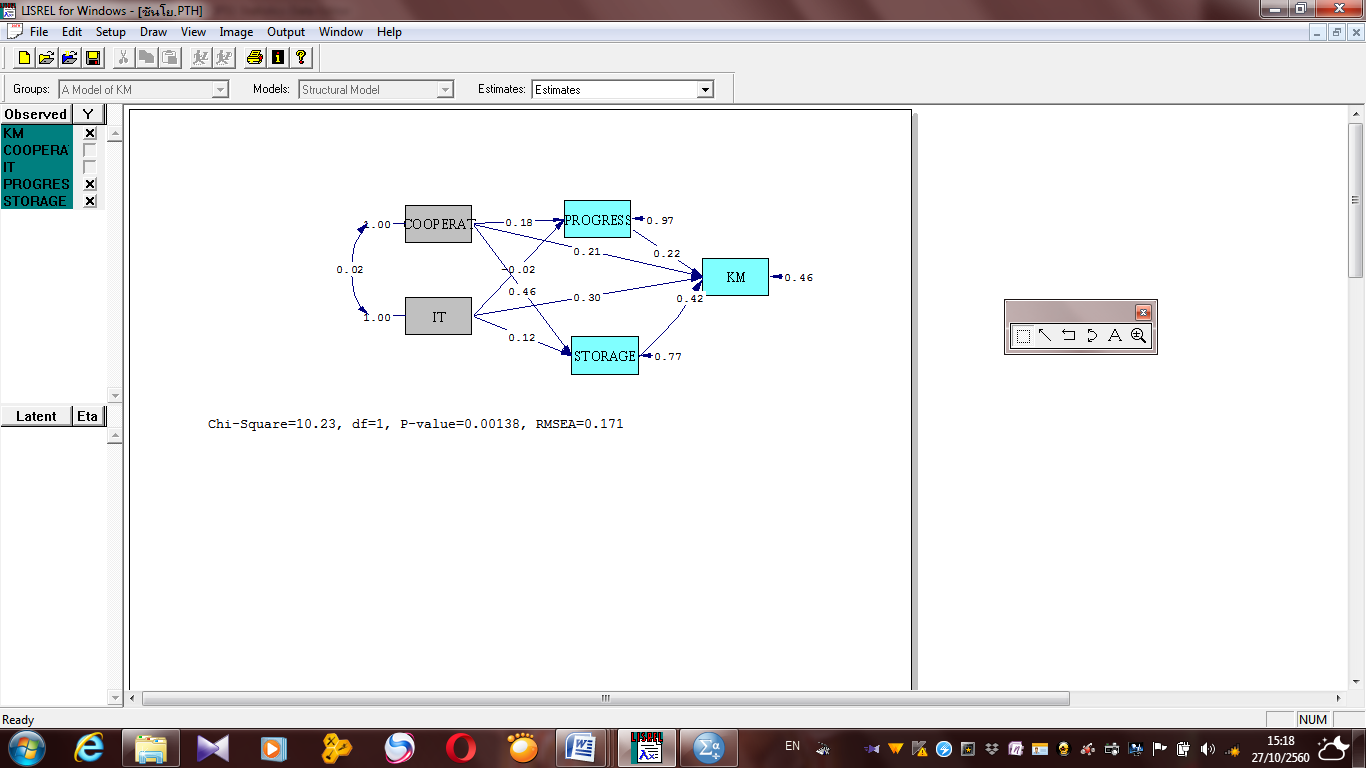 LISREL for Windows - [ซันโย.PTH]
File Edit Setup Draw View Image Output Window Help
Groups: A Model of KM Models: Structural Model Estimates: Estimates
Observed Y
KM
COOPERA
IT
PROGRES
STORAGE
Latent Eta
1.00 COOPERAT 0.18 PROGRESS 0.97
0.21 0.22
0.02 -0.02 KM 0.46
0.46 0.30 0.42
1.00 IT
0.12 STORAGE 0.77
Chi-Square=10.23, df=1, P-value=0.00138, RMSEA=0.171
Ready NUM
EN 15:18
27/10/2560